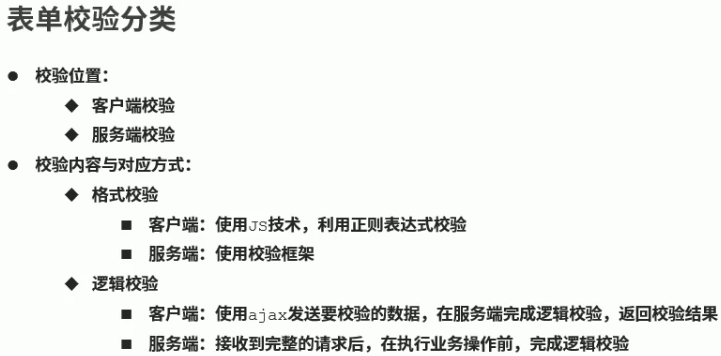 表单校验分类
● 校验位置：
◆ 客户端校验
◆ 服务端校验
● 校验内容与对应方式：
◆ 格式校验
■ 客户端：使用JS技术，利用正则表达式校验
■ 服务端：使用校验框架
◆ 逻辑校验
■ 客户端：使用ajax发送要校验的数据，在服务端完成逻辑校验，返回校验结果
■ 服务端：接收到完整的请求后，在执行业务操作前，完成逻辑校验